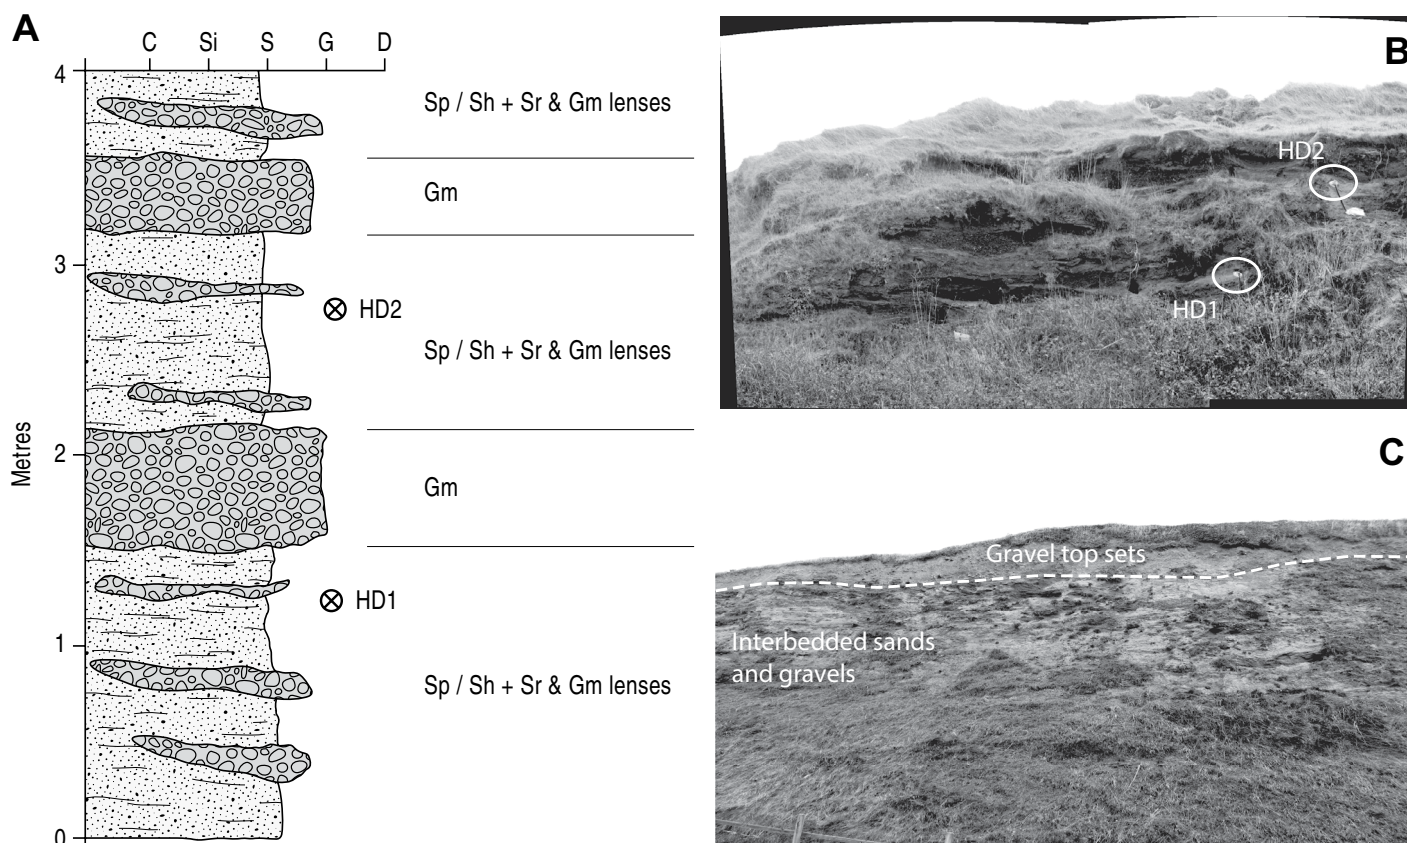 A
C Si S G D
4
Sp / Sh + Sr & Gm lenses
Gm
3
HD2
Sp / Sh + Sr & Gm lenses
Metres
2
Gm
HD1
1
Sp / Sh + Sr & Gm lenses
0
B
HD2
HD1
C
Gravel top sets
Interbedded sands
and gravels